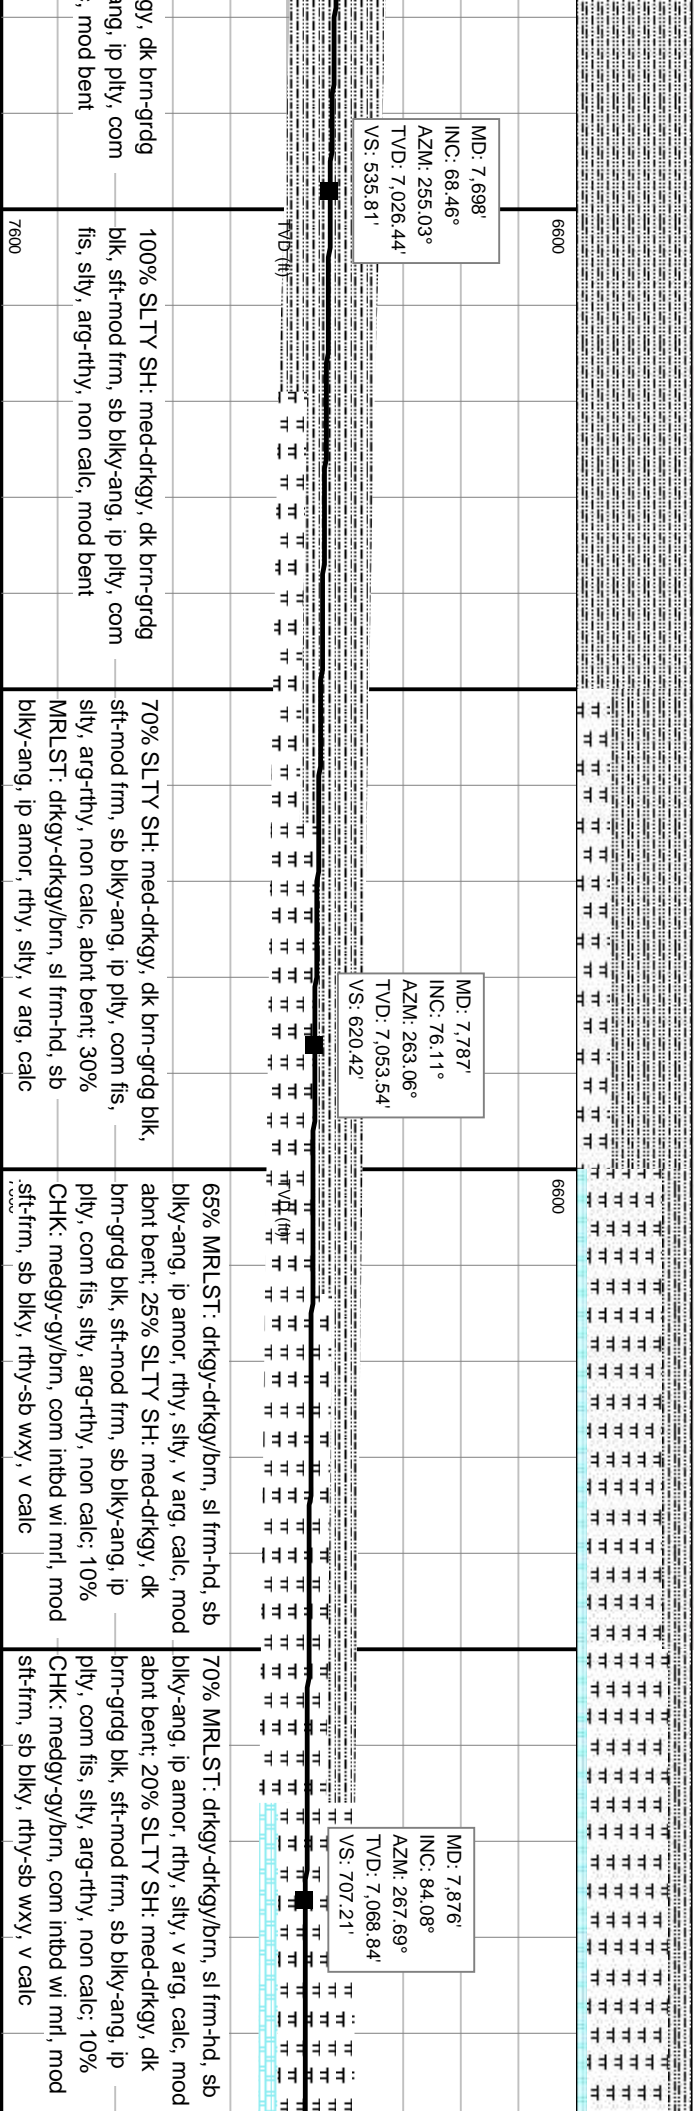 gy, dk brn-grdg
ang, ip plty, com
, mod bent
MD: 7,698'
INC: 68.46°
AZM: 255.03°
TVD: 7,026.44'
VS: 535.81'
6600
TVD (ft)
7600
100% SLTY SH: med-drkgy, dk brn-grdg
blk, sft-mod frm, sb blky-ang, ip plty, com
fis, slty, arg-rthy, non calc, mod bent
70% SLTY SH: med-drkgy, dk brn-grdg blk,
sft-mod frm, sb blky-ang, ip plty, com fis,
slty, arg-rthy, non calc, abnt bent; 30%
MRLST: drkgy-drkgy/brn, sl frm-hd, sb
blky-ang, ip amor, rthy, slty, v arg, calc
MD: 7,787'
INC: 76.11°
AZM: 263.06°
TVD: 7,053.54'
VS: 620.42'
6600
TVD (ft)
65% MRLST: drkgy-drkgy/brn, sl frm-hd, sb
blky-ang, ip amor, rthy, slty, v arg, calc, mod
abnt bent; 25% SLTY SH: med-drkgy, dk
brn-grdg blk, sft-mod frm, sb blky-ang, ip
plty, com fis, slty, arg-rthy, non calc; 10%
CHK: medgy-gy/brn, com intbd wi mrl, mod
sft-frm, sb blky, rthy-sb wxy, v calc
70% MRLST: drkgy-drkgy/brn, sl frm-hd, sb
blky-ang, ip amor, rthy, slty, v arg, calc, mod
abnt bent; 20% SLTY SH: med-drkgy, dk
brn-grdg blk, sft-mod frm, sb blky-ang, ip
plty, com fis, slty, arg-rthy, non calc; 10%
CHK: medgy-gy/brn, com intbd wi mrl, mod
sft-frm, sb blky, rthy-sb wxy, v calc
MD: 7,876'
INC: 84.08°
AZM: 267.69°
TVD: 7,068.84'
VS: 707.21'